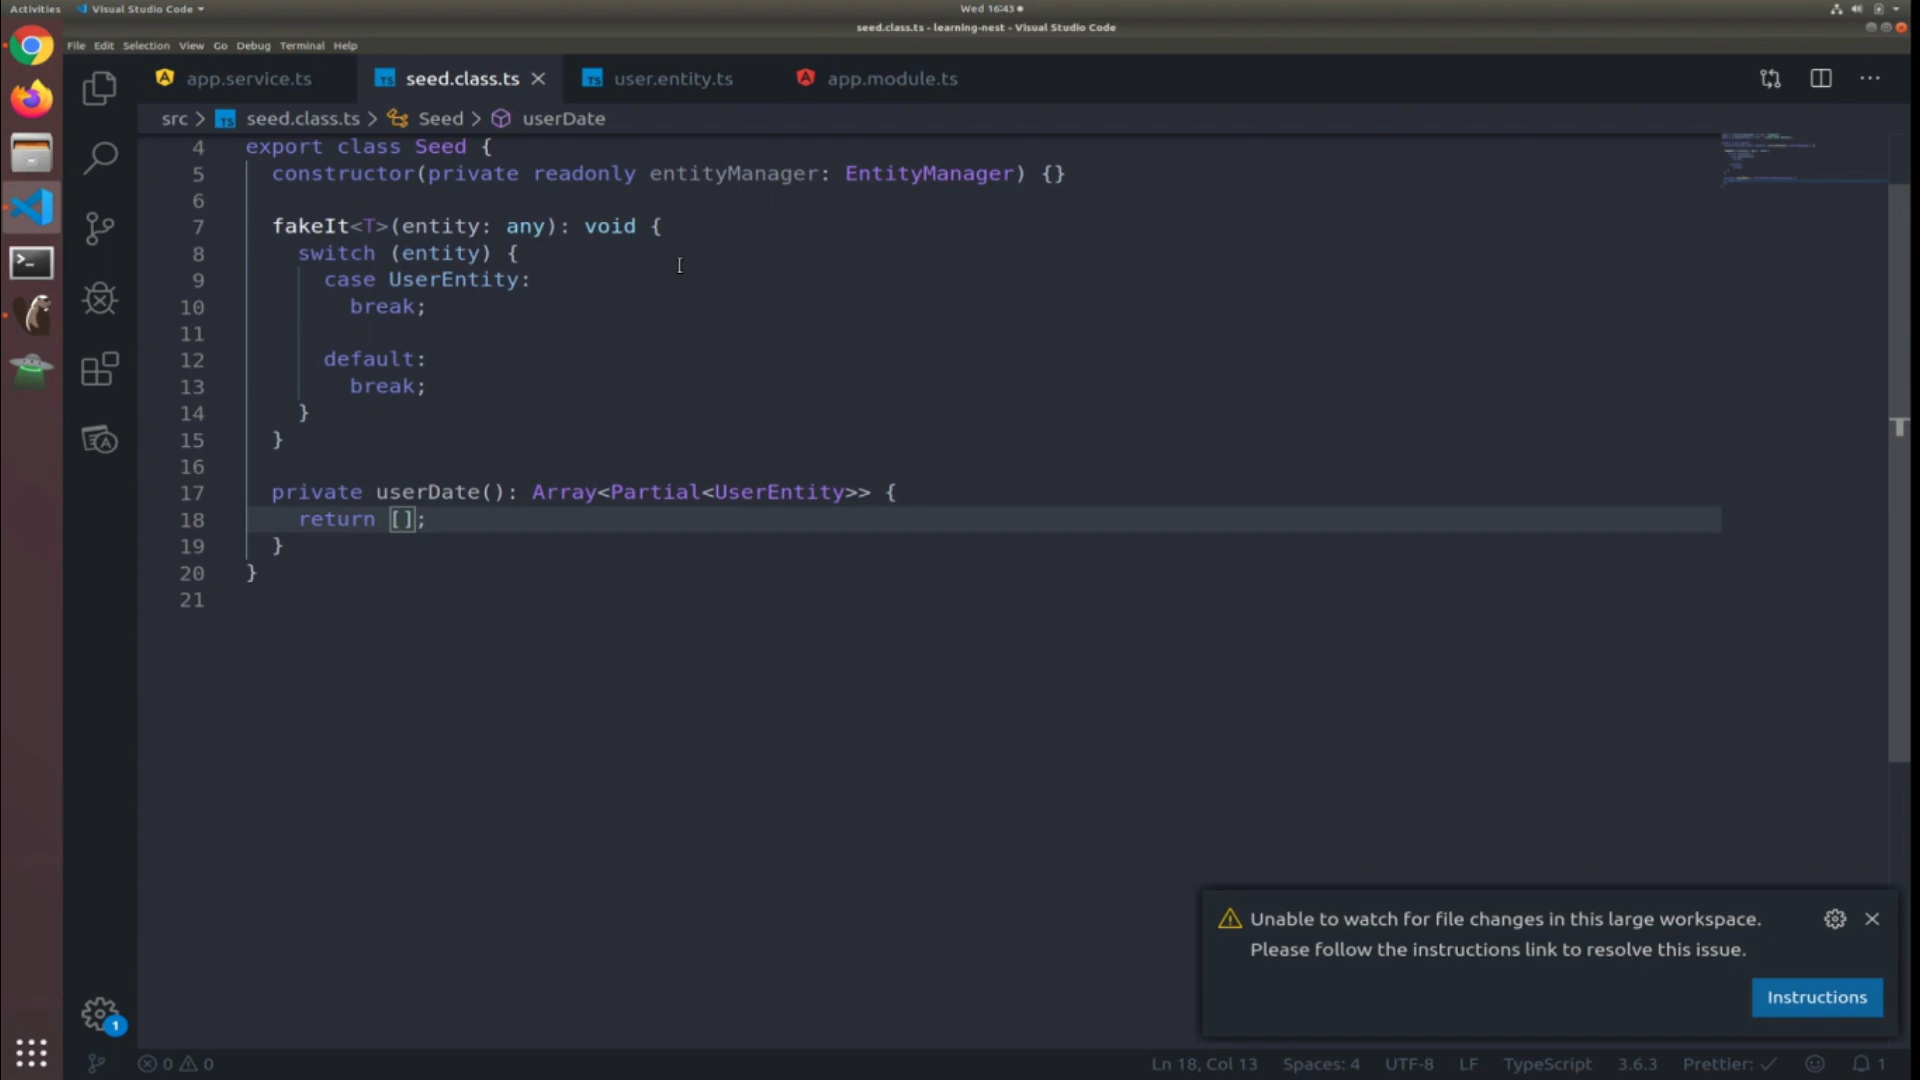 Activities Visual Studio Code Wed 16:43
seed.class.ts - learning-nest - Visual Studio Code
File Edit Selection View Go Debug Terminal Help
app.service.ts TS seed.class.ts TS user.entity.ts app.module.ts
src > TS seed.class.ts > Seed > userDate
4 export class Seed {
5 constructor(private readonly entityManager: EntityManager) {}
6
7 fakeIt<T>(entity: any): void {
8 switch (entity) {
9 case UserEntity:
10 break;
11
12 default:
13 break;
14 }
15 }
16
17 private userDate(): Array<Partial<UserEntity>> {
18 return [];
19 }
20 }
21
Unable to watch for file changes in this large workspace.
Please follow the instructions link to resolve this issue.
Instructions
1
0 0 Ln 18, Col 13 Spaces: 4 UTF-8 LF TypeScript 3.6.3 Prettier: ✓ 1